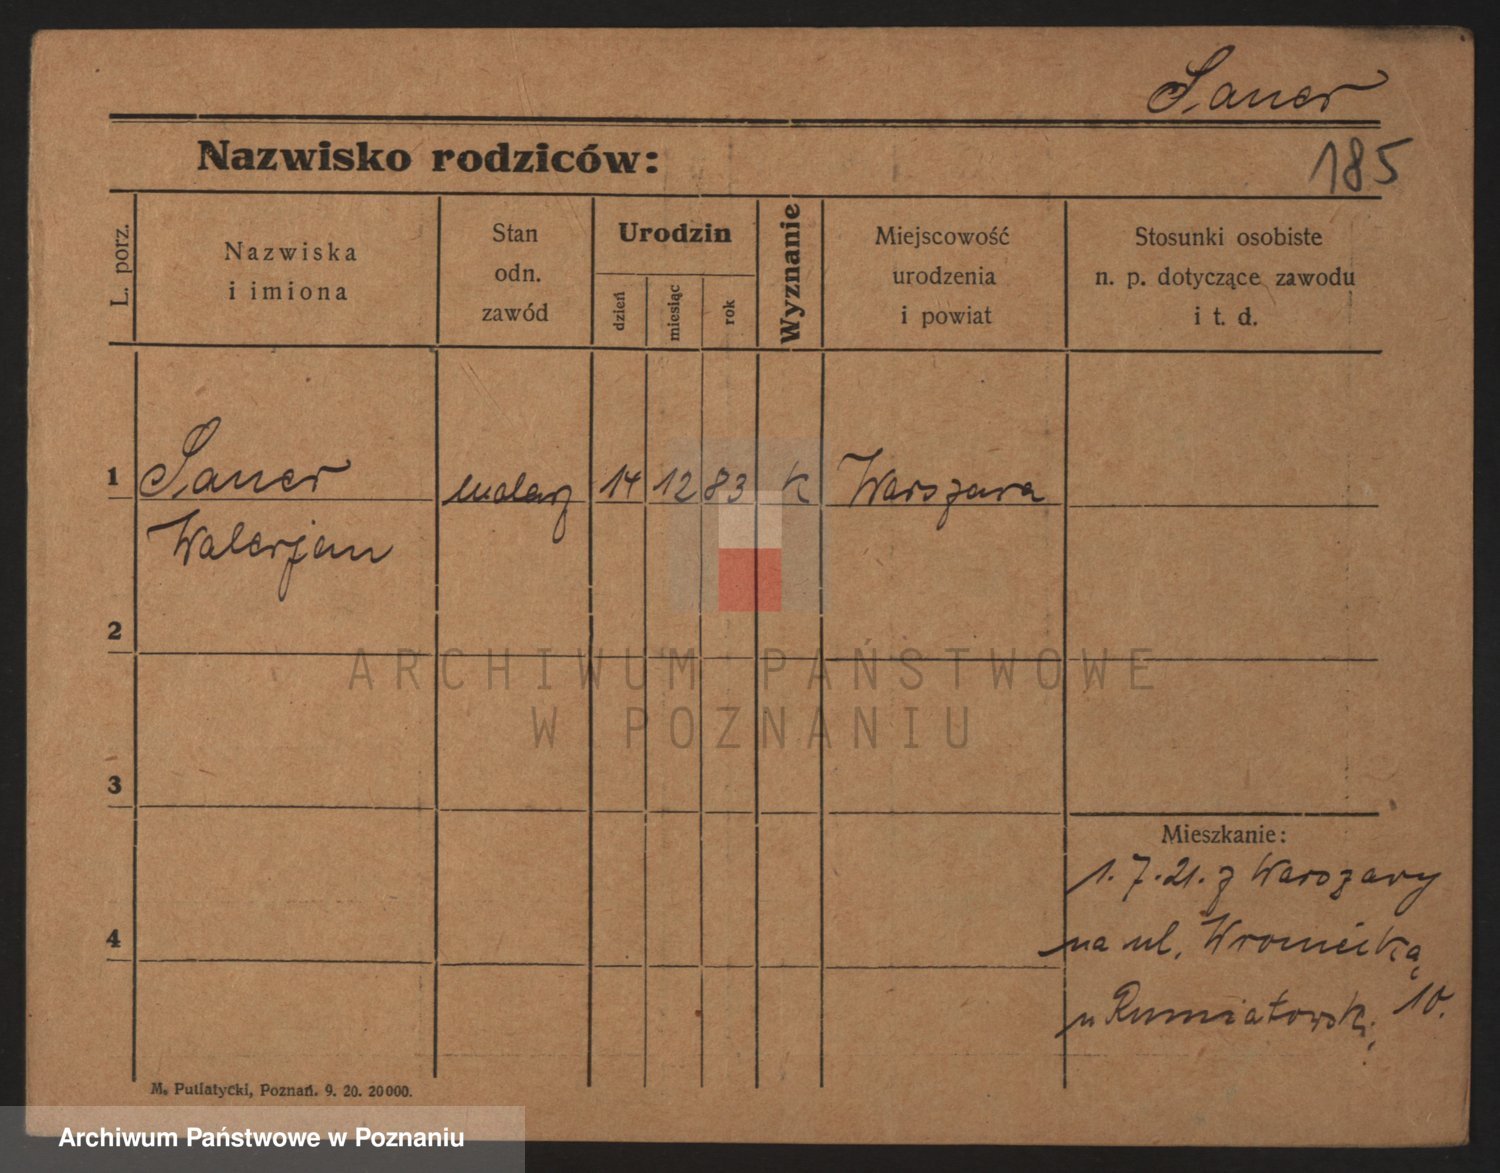 Sauer
Nazwisko rodziców:
185
L. porz.
Nazwiska
i imiona
Stan
odn.
zawód
Urodzin
dzień
miesiąc
rok
Wyznanie
Miejscowość
urodzenia
i powiat
Stosunki osobiste
n. p. dotyczące zawodu
i t. d.
1
Sauer
malarz
14
12
83
K
Warszawa
Walerjan
2
ARCHIWUM PAŃSTWOWE
W POZNANIU
3
Mieszkanie:
1.7.21. z Warszawy
4
na ul. Wroniecką
10.
u
M. Putiatycki, Poznań. 9. 20. 20000.
Archiwum Państwowe w Poznaniu